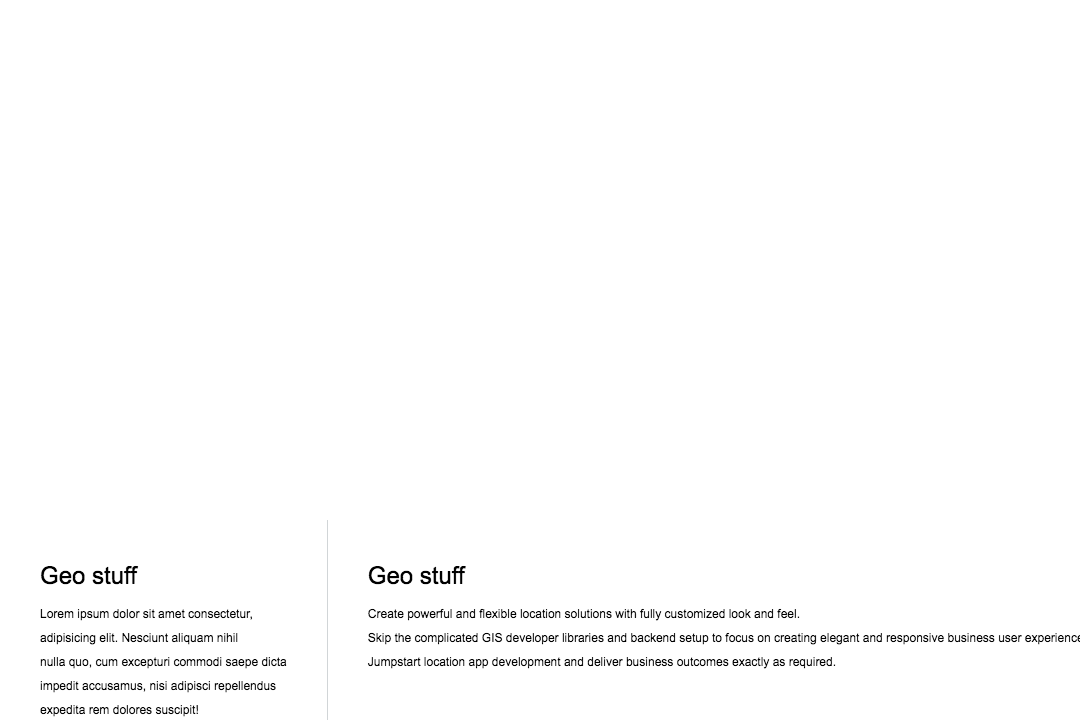 Geo stuff
Lorem ipsum dolor sit amet consectetur,
adipisicing elit. Nesciunt aliquam nihil
nulla quo, cum excepturi commodi saepe dicta
impedit accusamus, nisi adipisci repellendus
expedita rem dolores suscipit!
Geo stuff
Create powerful and flexible location solutions with fully customized look and feel.
Skip the complicated GIS developer libraries and backend setup to focus on creating elegant and responsive business user experience
Jumpstart location app development and deliver business outcomes exactly as required.